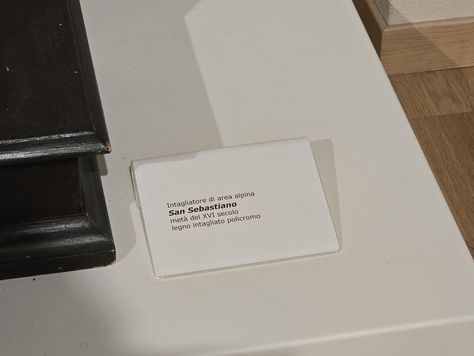 Intagliatore di area alpina
San Sebastiano
metà del XVI secolo
legno intagliato policromo